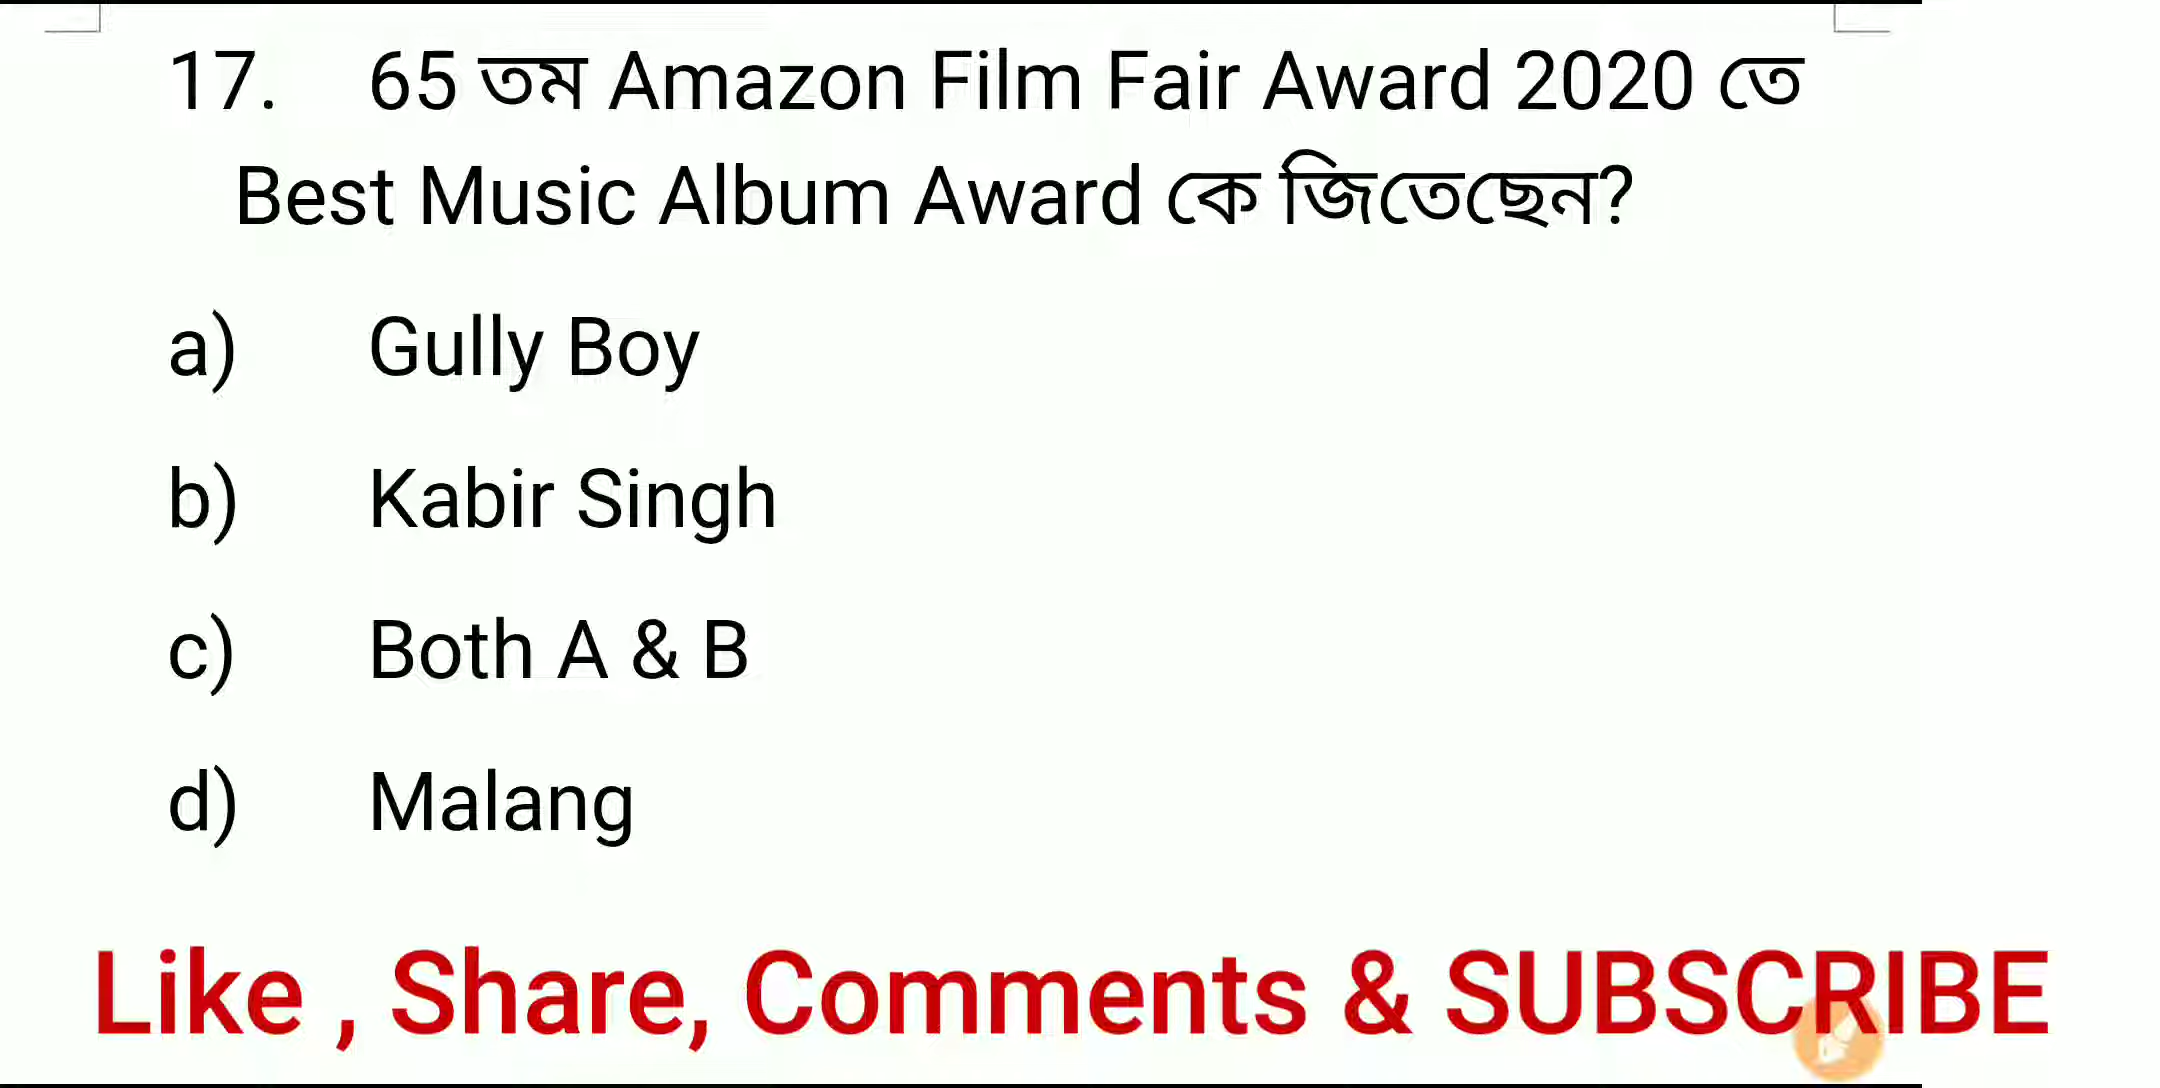 17. 65 তম Amazon Film Fair Award 2020 তে
Best Music Album Award কে জিতেছেন?
a) Gully Boy
b) Kabir Singh
c) Both A & B
d) Malang
Like , Share, Comments & SUBSCRIBE